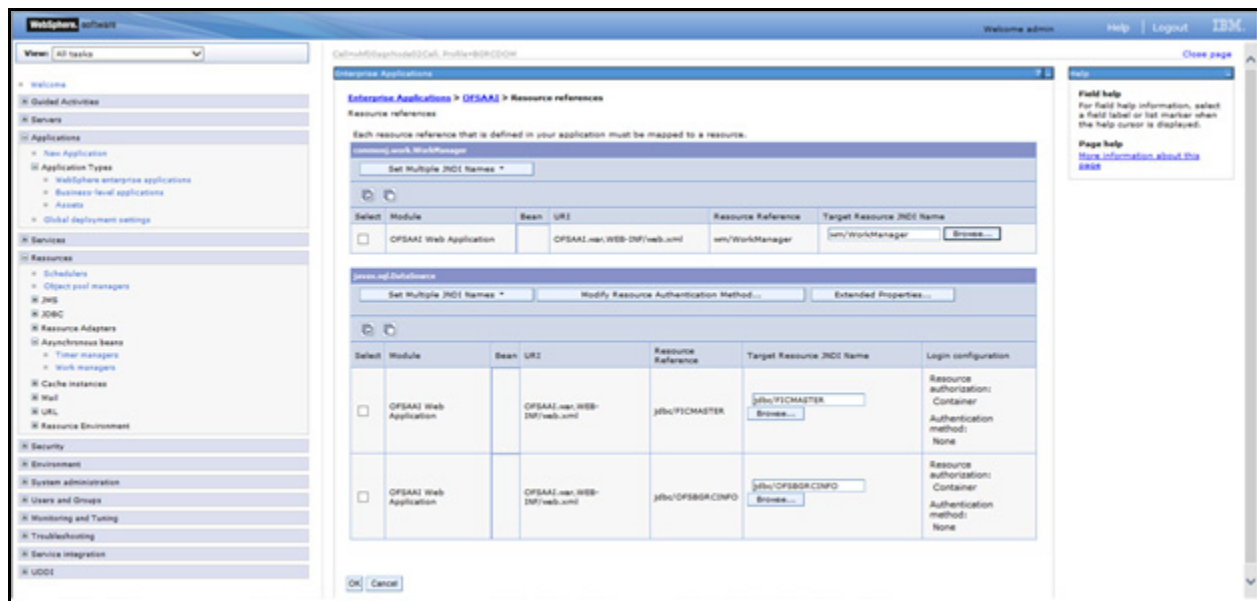 WebSphere. software
Welcome admin
Help | Logout
IBM.
View: All tasks
Welcome
Guided Activities
Servers
Applications
New Application
Application Types
WebSphere enterprise applications
Business-level applications
Assets
Global deployment settings
Services
Resources
Schedulers
Object pool managers
JMS
JDBC
Resource Adapters
Asynchronous beans
Timer managers
Work managers
Cache instances
Mail
URL
Resource Environment
Security
Environment
System administration
Users and Groups
Monitoring and Tuning
Troubleshooting
Service integration
UDDI
Close page
Enterprise Applications
Enterprise Applications > OFSAAI > Resource references
Resource references
Each resource reference that is defined in your application must be mapped to a resource.
commonj.work.WorkManager
Set Multiple JNDI Names
Select Module Bean URI Resource Reference Target Resource JNDI Name
OFSAAI Web Application OFSAAI.war,WEB-INF/web.xml wm/WorkManager wm/WorkManager Browse...
javax.sql.DataSource
Set Multiple JNDI Names Modify Resource Authentication Method... Extended Properties...
Select Module Bean URI Resource Reference Target Resource JNDI Name Login configuration
OFSAAI Web Application
OFSAAI.war,WEB-INF/web.xml
jdbc/FICMASTER
jdbc/FICMASTER
Browse...
Resource authorization:
Container
Authentication method:
None
OFSAAI Web Application
OFSAAI.war,WEB-INF/web.xml
jdbc/OFSBGRCINFO
jdbc/OFSBGRCINFO
Browse...
Resource authorization:
Container
Authentication method:
None
OK Cancel
Help
Field help
For field help information, select
a field label or list marker when
the help cursor is displayed.
Page help
More information about this
page